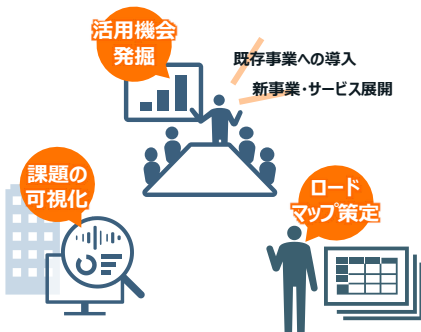 活用機会
発掘
既存事業への導入
新事業・サービス展開
課題の
可視化
ロード
マップ策定